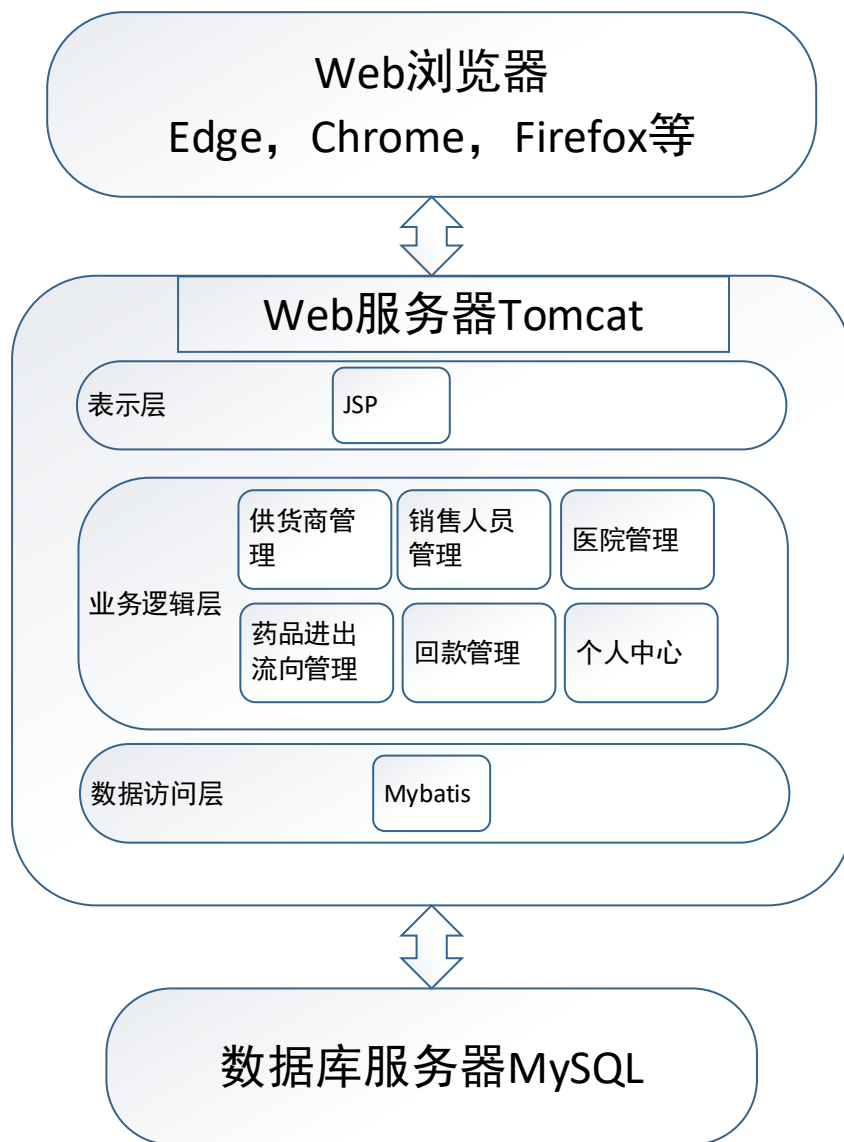 Web浏览器
Edge，Chrome，Firefox等
Web服务器Tomcat
表示层
JSP
业务逻辑层
供货商管
理
销售人员
管理
医院管理
药品进出
流向管理
回款管理
个人中心
数据访问层
Mybatis
数据库服务器MySQL